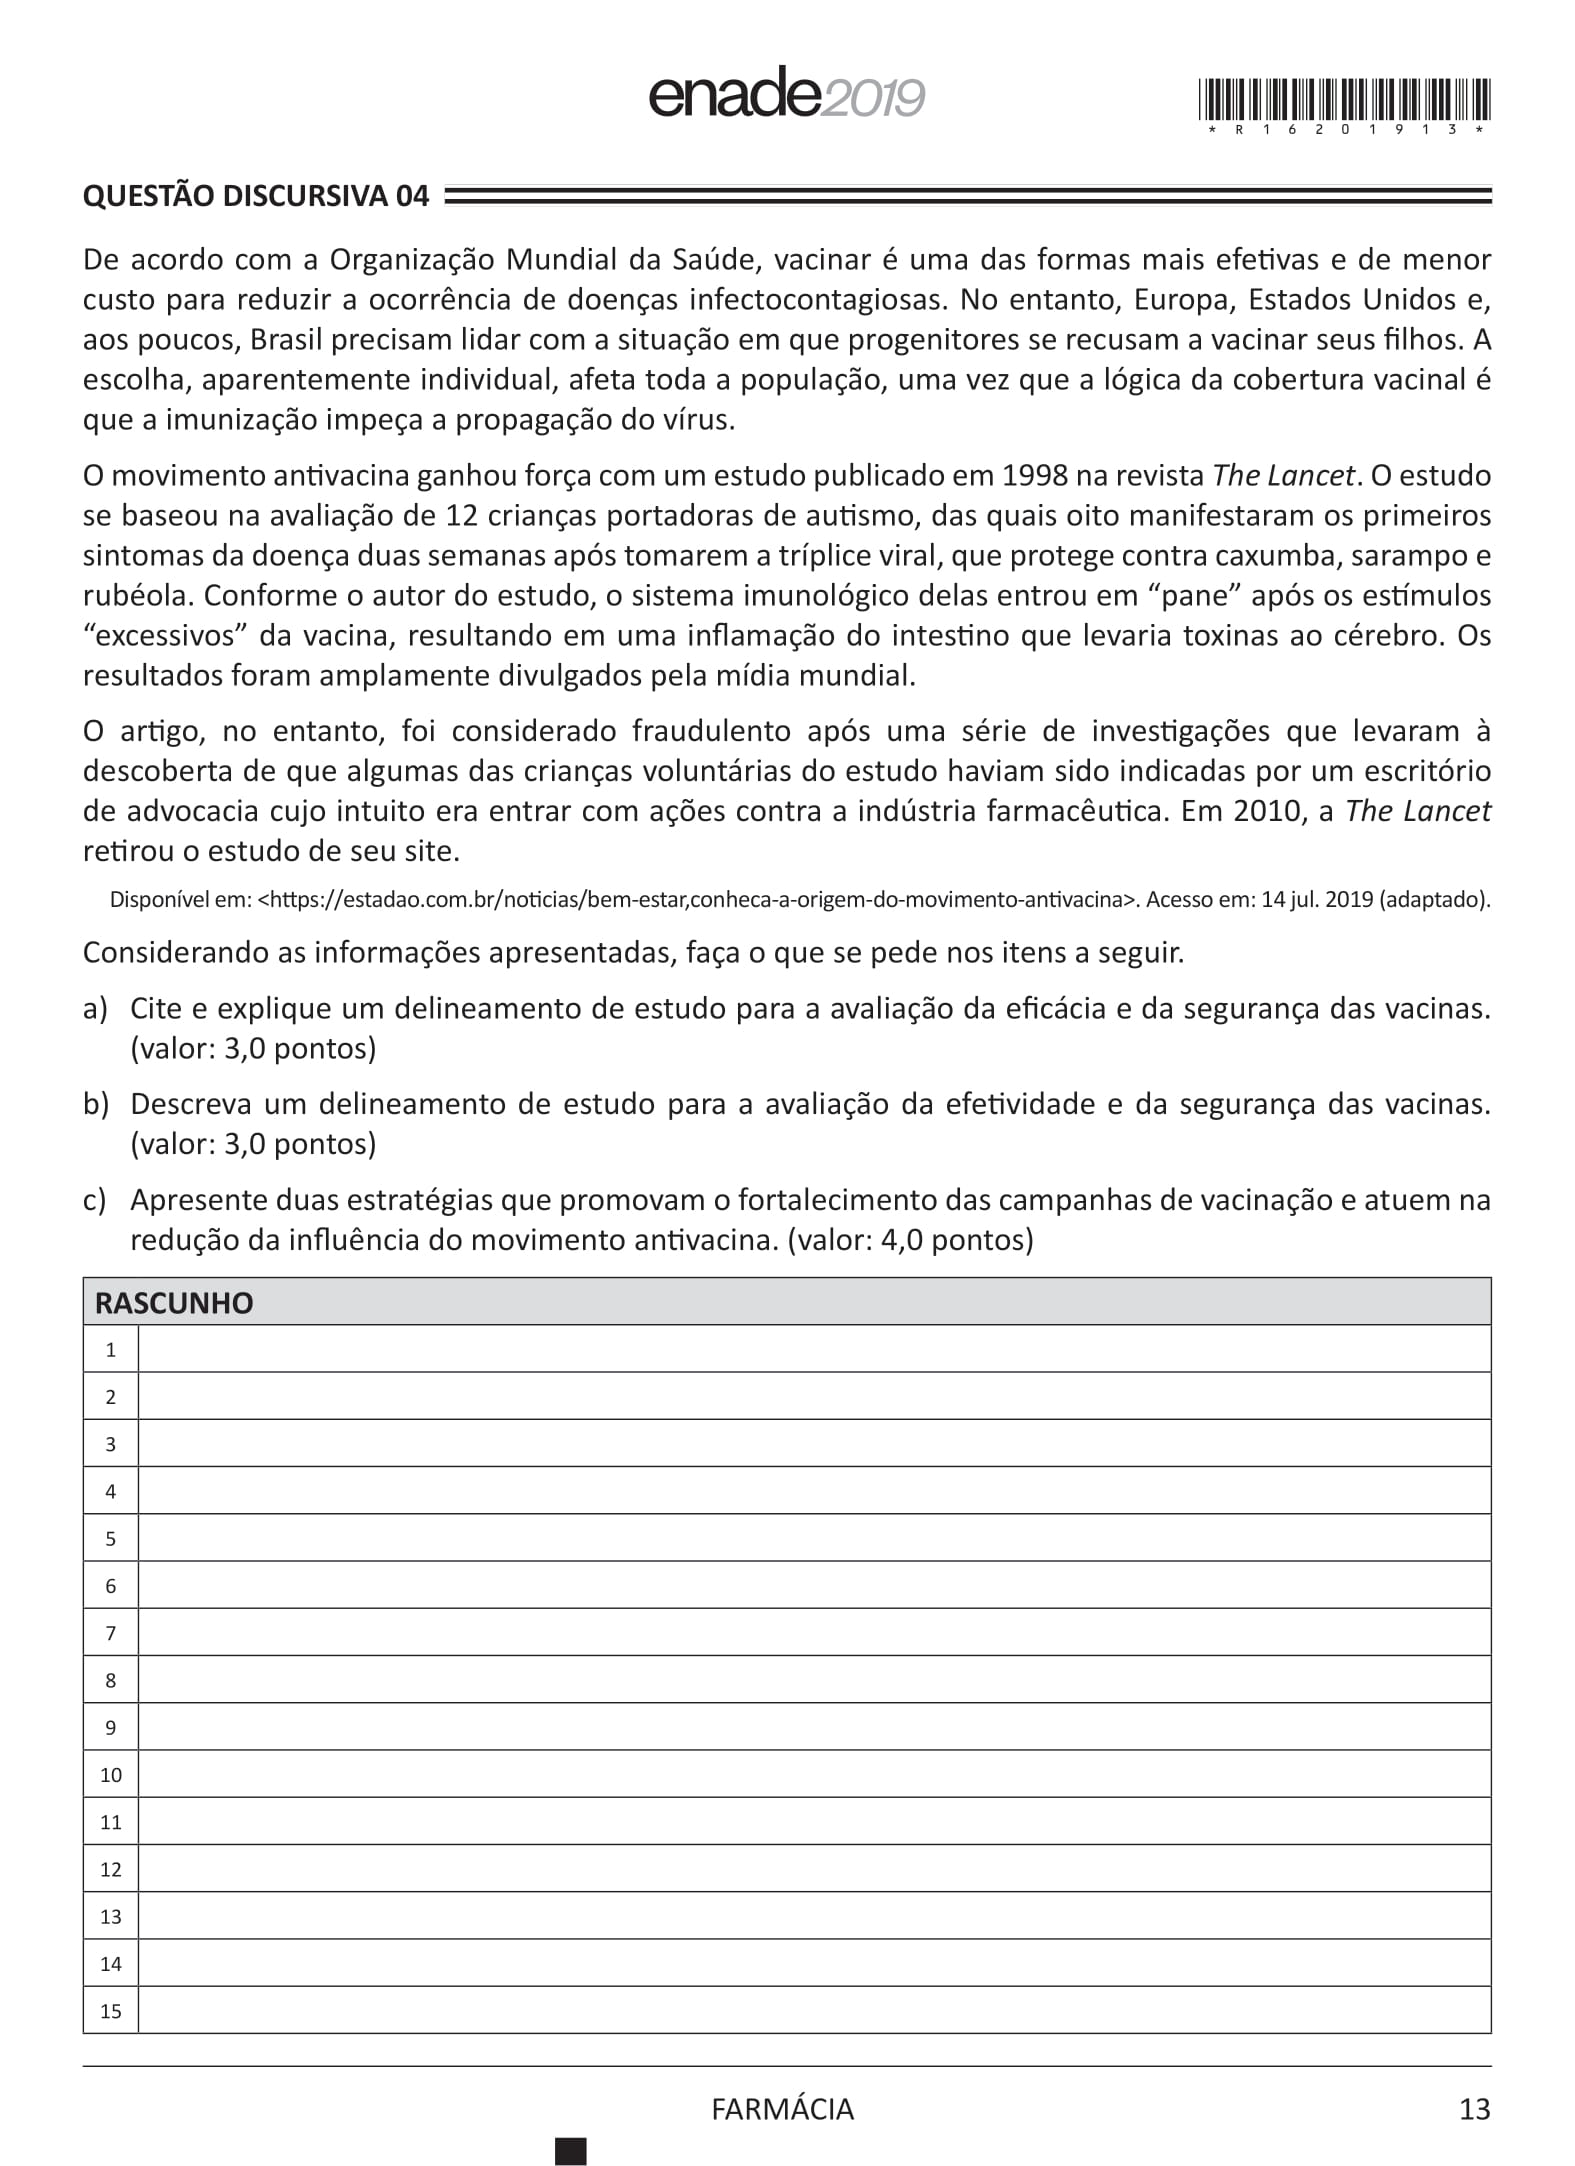 enade2019
* R 1 6 2 0 1 9 1 3 *
QUESTÃO DISCURSIVA 04
De acordo com a Organização Mundial da Saúde, vacinar é uma das formas mais efetivas e de menor
custo para reduzir a ocorrência de doenças infectocontagiosas. No entanto, Europa, Estados Unidos e,
aos poucos, Brasil precisam lidar com a situação em que progenitores se recusam a vacinar seus filhos. A
escolha, aparentemente individual, afeta toda a população, uma vez que a lógica da cobertura vacinal é
que a imunização impeça a propagação do vírus.
O movimento antivacina ganhou força com um estudo publicado em 1998 na revista The Lancet. O estudo
se baseou na avaliação de 12 crianças portadoras de autismo, das quais oito manifestaram os primeiros
sintomas da doença duas semanas após tomarem a tríplice viral, que protege contra caxumba, sarampo e
rubéola. Conforme o autor do estudo, o sistema imunológico delas entrou em “pane” após os estímulos
“excessivos” da vacina, resultando em uma inflamação do intestino que levaria toxinas ao cérebro. Os
resultados foram amplamente divulgados pela mídia mundial.
O artigo, no entanto, foi considerado fraudulento após uma série de investigações que levaram à
descoberta de que algumas das crianças voluntárias do estudo haviam sido indicadas por um escritório
de advocacia cujo intuito era entrar com ações contra a indústria farmacêutica. Em 2010, a The Lancet
retirou o estudo de seu site.
Disponível em: <https://estadao.com.br/noticias/bem-estar,conheca-a-origem-do-movimento-antivacina>. Acesso em: 14 jul. 2019 (adaptado).
Considerando as informações apresentadas, faça o que se pede nos itens a seguir.
a) Cite e explique um delineamento de estudo para a avaliação da eficácia e da segurança das vacinas.
(valor: 3,0 pontos)
b) Descreva um delineamento de estudo para a avaliação da efetividade e da segurança das vacinas.
(valor: 3,0 pontos)
c) Apresente duas estratégias que promovam o fortalecimento das campanhas de vacinação e atuem na
redução da influência do movimento antivacina. (valor: 4,0 pontos)
RASCUNHO
1
2
3
4
5
6
7
8
9
10
11
12
13
14
15
FARMÁCIA
13